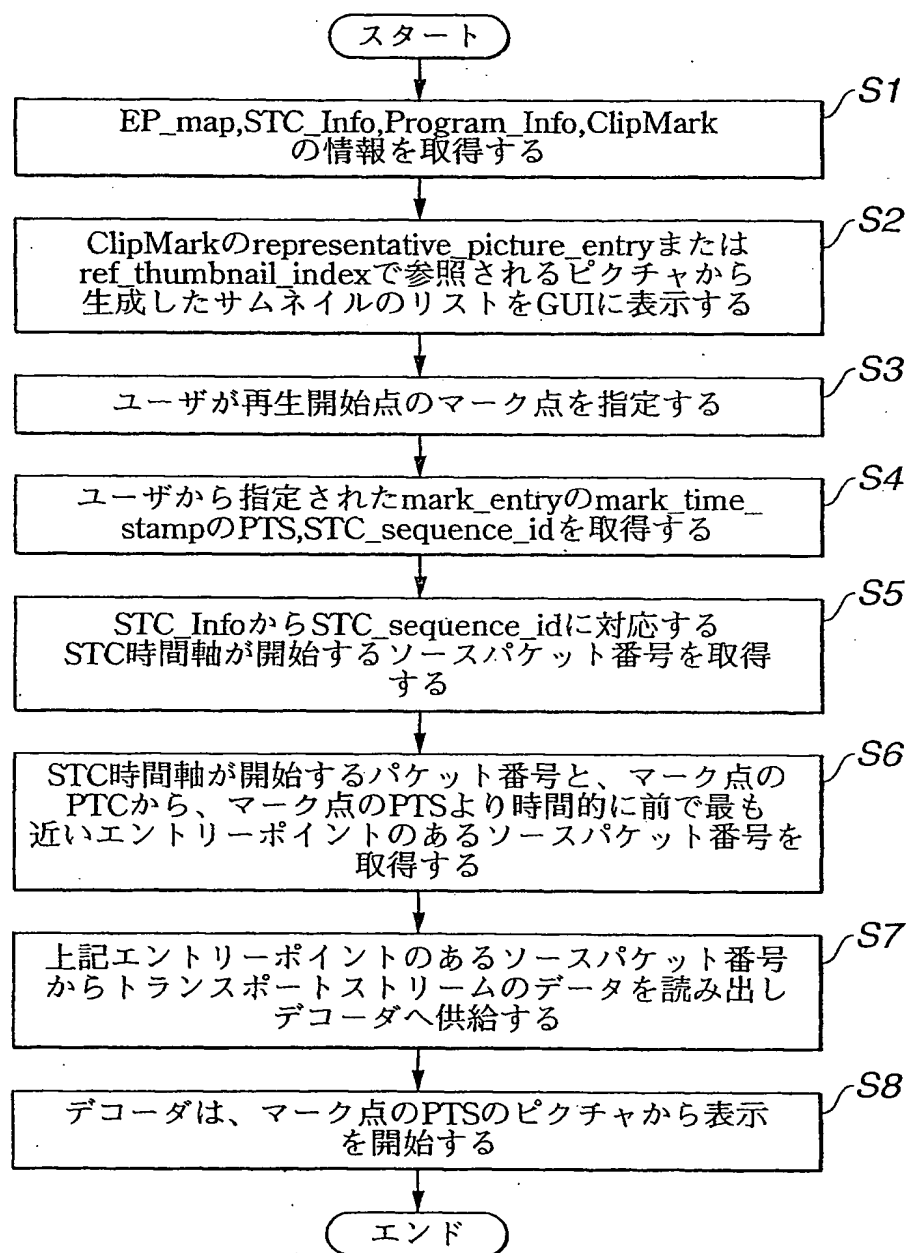 スタート
S1
EP_map,STC_Info,Program_Info,ClipMark
の情報を取得する
S2
ClipMarkのrepresentative_picture_entryまたは
ref_thumbnail_indexで参照されるピクチャから
生成したサムネイルのリストをGUIに表示する
S3
ユーザが再生開始点のマーク点を指定する
S4
ユーザから指定されたmark_entryのmark_time_
stampのPTS,STC_sequence_idを取得する
S5
STC_InfoからSTC_sequence_idに対応する
STC時間軸が開始するソースパケット番号を取得
する
S6
STC時間軸が開始するパケット番号と、マーク点の
PTCから、マーク点のPTSより時間的に前で最も
近いエントリーポイントのあるソースパケット番号を
取得する
S7
上記エントリーポイントのあるソースパケット番号
からトランスポートストリームのデータを読み出し
デコーダへ供給する
S8
デコーダは、マーク点のPTSのピクチャから表示
を開始する
エンド